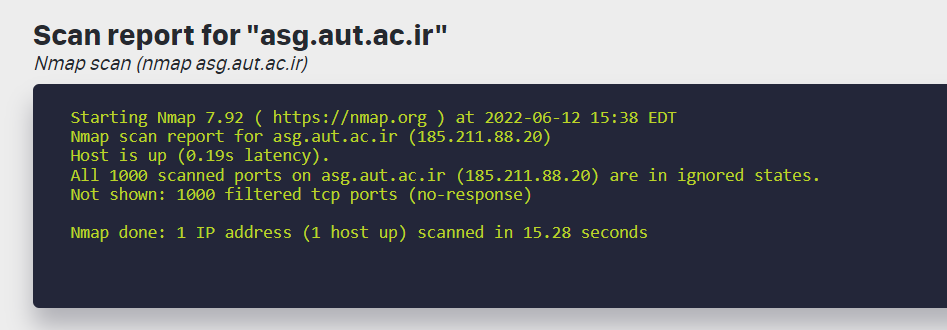 Scan report for "asg.aut.ac.ir"
Nmap scan (nmap asg.aut.ac.ir)
Starting Nmap 7.92 ( https://nmap.org ) at 2022-06-12 15:38 EDT
Nmap scan report for asg.aut.ac.ir (185.211.88.20)
Host is up (0.19s latency).
All 1000 scanned ports on asg.aut.ac.ir (185.211.88.20) are in ignored states.
Not shown: 1000 filtered tcp ports (no-response)
Nmap done: 1 IP address (1 host up) scanned in 15.28 seconds